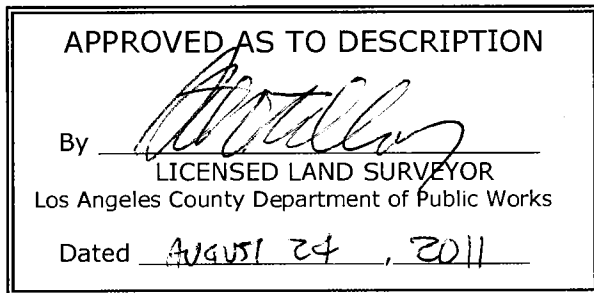 APPROVED AS TO DESCRIPTION
By
LICENSED LAND SURVEYOR
Los Angeles County Department of Public Works
Dated AUGUST 24, 2011